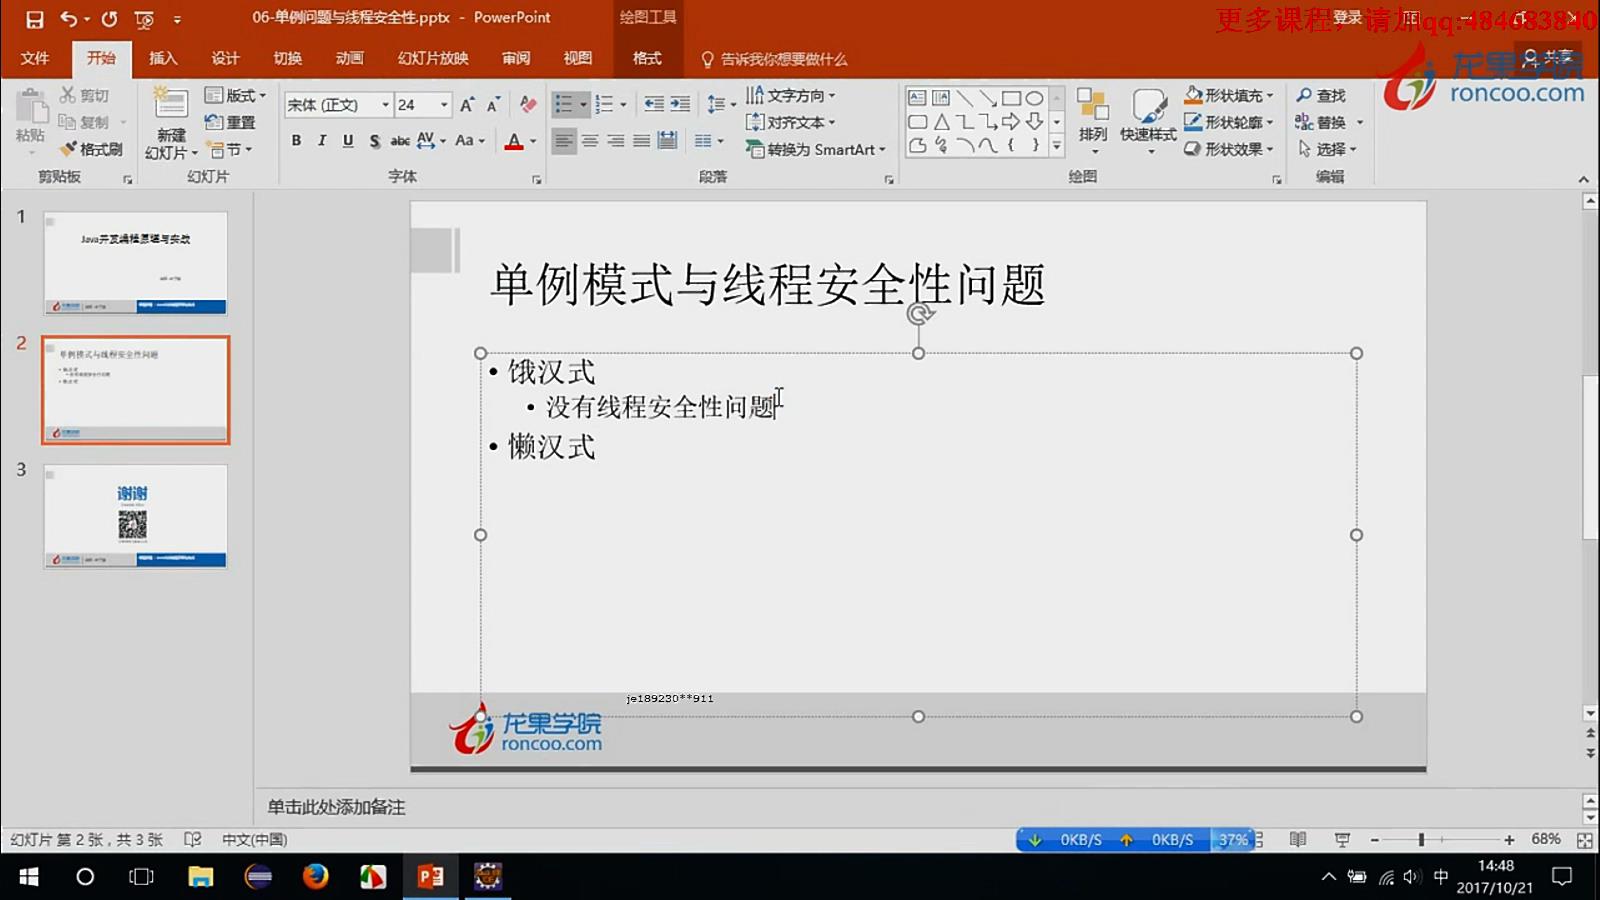 06-单例问题与线程安全性.pptx - PowerPoint
绘图工具
登录
更多课程，请加qq:484683840
文件 开始 插入 设计 切换 动画 幻灯片放映 审阅 视图 格式 告诉我你想要做什么 共享
龙果学院
roncoo.com
粘贴
剪切
复制
格式刷
剪贴板
新建
幻灯片
版式
重置
节
幻灯片
宋体 (正文) 24
B I U S abc AV Aa A
字体
文字方向
对齐文本
转换为 SmartArt
段落
排列
快速样式
形状填充
形状轮廓
形状效果
绘图
查找
替换
选择
编辑
1
Java开发编程原理与实战
2
单例模式与线程安全性问题
3
谢谢
单例模式与线程安全性问题
• 饿汉式
• 没有线程安全性问题
• 懒汉式
je189230**911
龙果学院
roncoo.com
单击此处添加备注
幻灯片 第 2 张，共 3 张 中文(中国)
0KB/S 0KB/S 37%
68%
中
14:48
2017/10/21